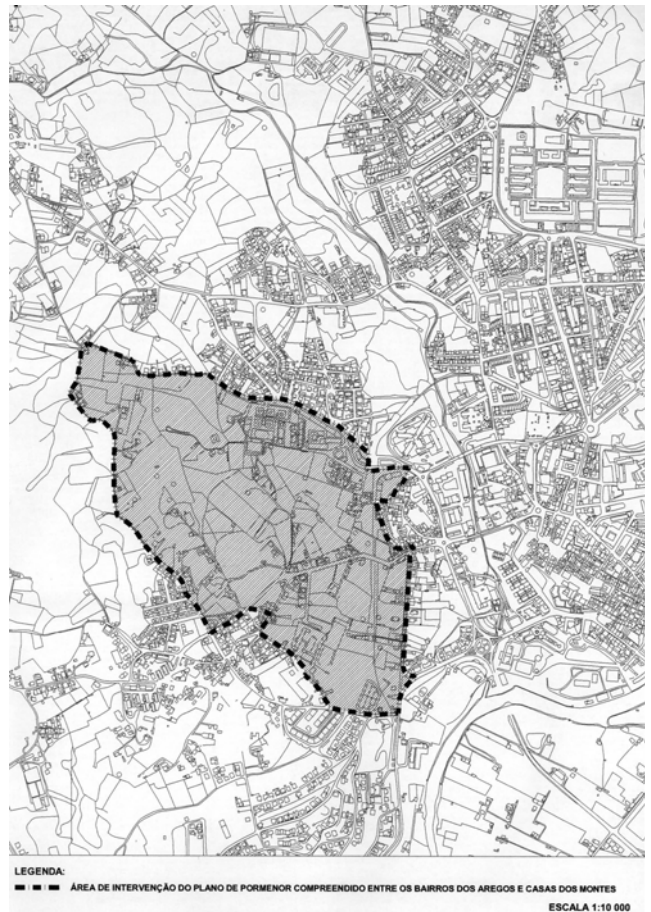 LEGENDA:
ÁREA DE INTERVENÇÃO DO PLANO DE PORMENOR COMPREENDIDO ENTRE OS BAIRROS DOS AREGOS E CASAS DOS MONTES
ESCALA 1:10 000